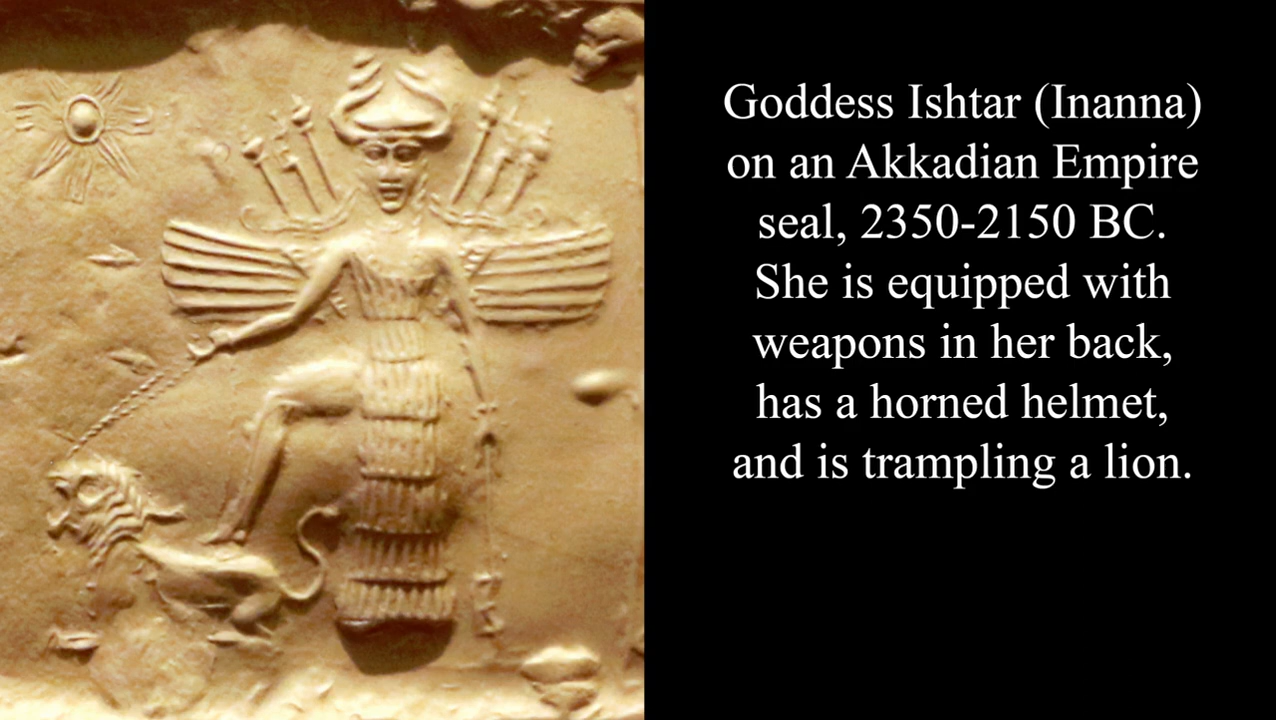 Goddess Ishtar (Inanna)
on an Akkadian Empire
seal, 2350-2150 BC.
She is equipped with
weapons in her back,
has a horned helmet,
and is trampling a lion.